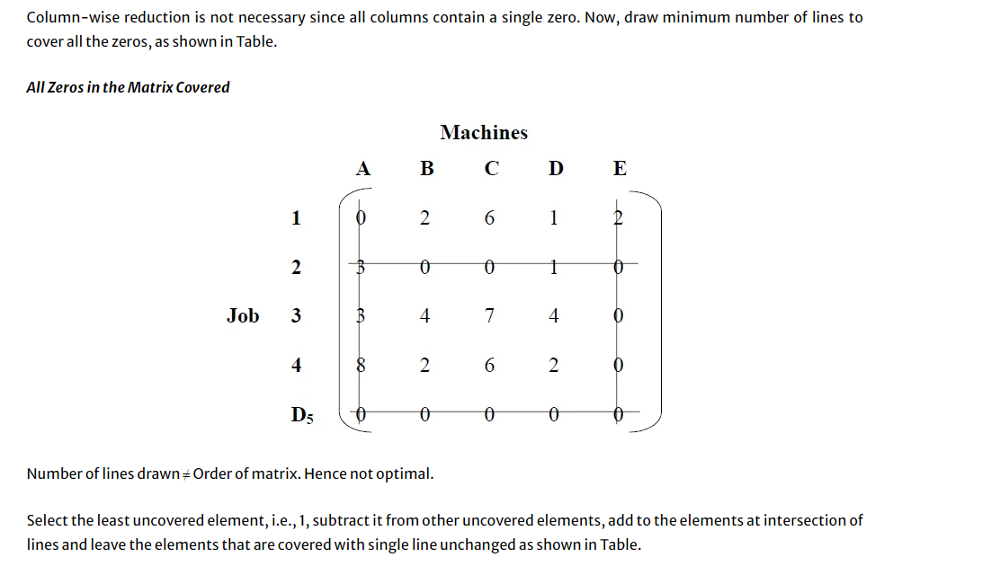 Column-wise reduction is not necessary since all columns contain a single zero. Now, draw minimum number of lines to
cover all the zeros, as shown in Table.
All Zeros in the Matrix Covered
Machines
A B C D E
1 0 2 6 1 2
2 3 0 0 1 0
Job 3 3 4 7 4 0
4 8 2 6 2 0
D5 0 0 0 0 0
Number of lines drawn ≠ Order of matrix. Hence not optimal.
Select the least uncovered element, i.e., 1, subtract it from other uncovered elements, add to the elements at intersection of
lines and leave the elements that are covered with single line unchanged as shown in Table.